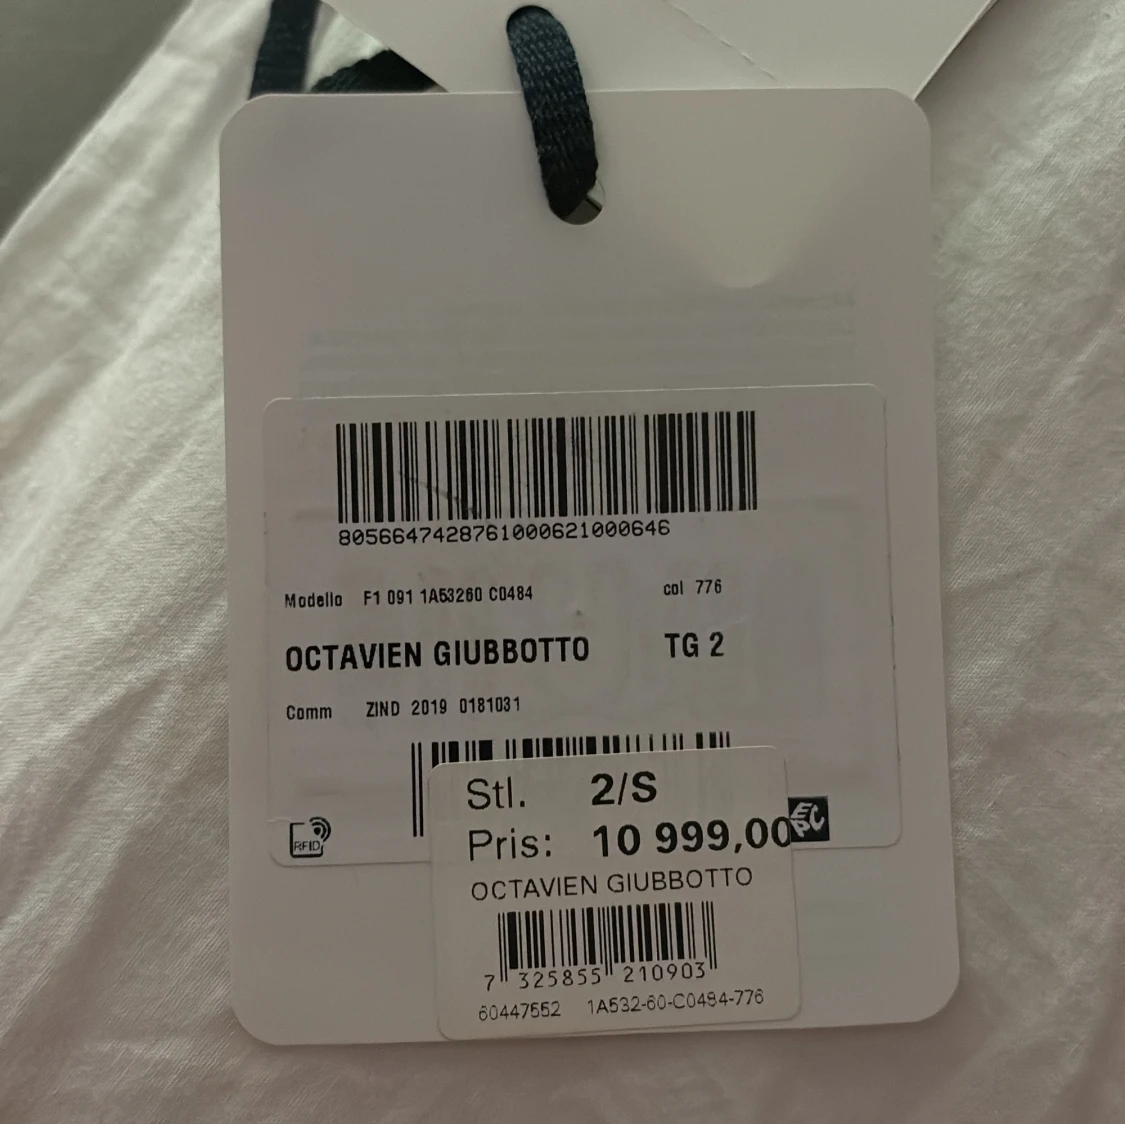 8056647428761000621000646
Modello F1 091 1A53260 C0484 col 776
OCTAVIEN GIUBBOTTO TG 2
Comm ZIND 2019 0181031
Stl. 2/S
RFID
Pris: 10 999,00
EPC
OCTAVIEN GIUBBOTTO
7 325855 210903
60447552 1A532-60-C0484-776